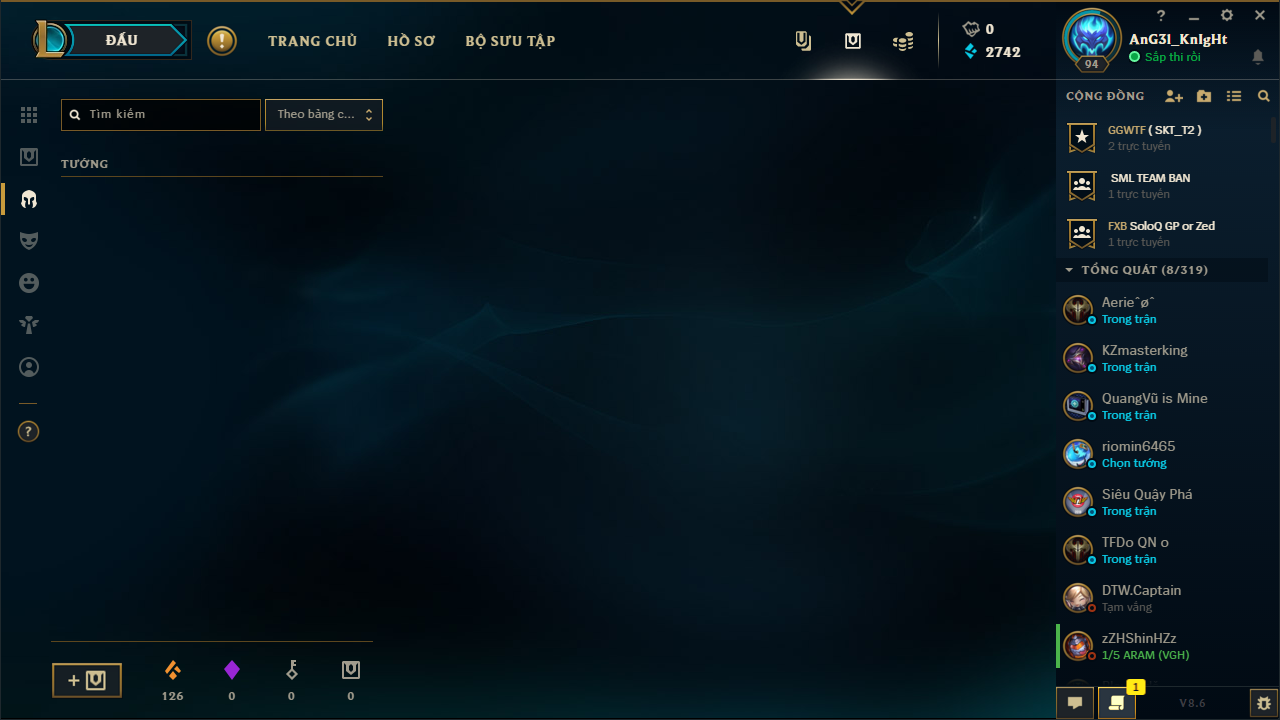 ĐẤU
!
TRANG CHỦ
HỒ SƠ
BỘ SƯU TẬP
0
2742
?
AnG3l_KnIgHt
94
Sắp thi rồi
Tìm kiếm
Theo bảng c...
TƯỚNG
?
126
0
0
0
CỘNG ĐỒNG
GGWTF ( SKT_T2 )
2 trực tuyến
SML TEAM BAN
1 trực tuyến
FXB SoloQ GP or Zed
1 trực tuyến
TỔNG QUÁT (8/319)
Aerieˆøˆ
Trong trận
KZmasterking
Trong trận
QuangVũ is Mine
Trong trận
riomin6465
Chọn tướng
Siêu Quậy Phá
Trong trận
TFDo QN o
Trong trận
DTW.Captain
Tạm vắng
zZHShinHZz
1/5 ARAM (VGH)
1
V8.6